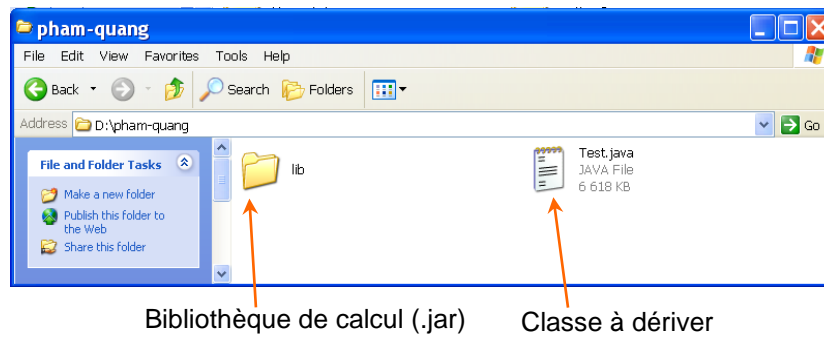 pham-quang
File Edit View Favorites Tools Help
Back Search Folders
Address D:\pham-quang Go
File and Folder Tasks
Make a new folder
Publish this folder to
the Web
Share this folder
lib
Test.java
JAVA File
6 618 KB
Bibliothèque de calcul (.jar) Classe à dériver